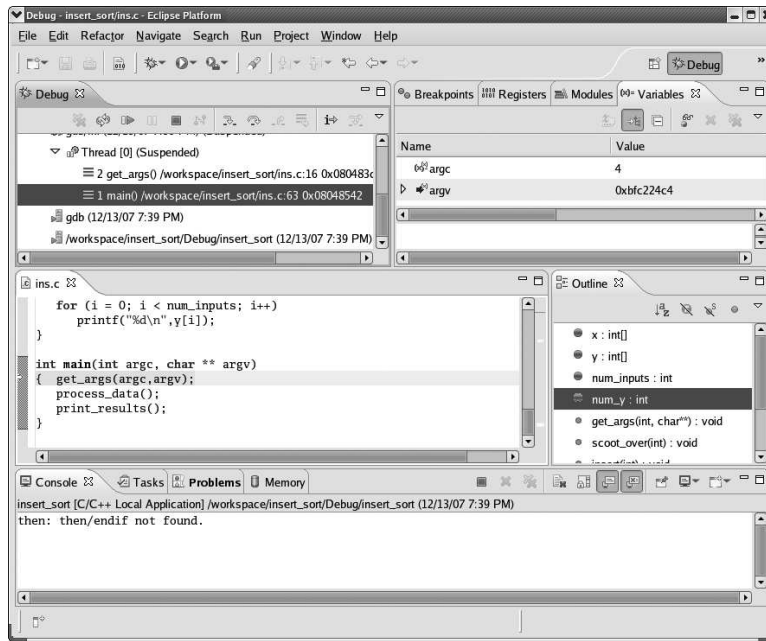 Debug - insert_sort/ins.c - Eclipse Platform
File Edit Refactor Navigate Search Run Project Window Help
Debug
Debug
Breakpoints Registers Modules Variables
Thread [0] (Suspended)
2 get_args() /workspace/insert_sort/ins.c:16 0x080483c
1 main() /workspace/insert_sort/ins.c:63 0x08048542
gdb (12/13/07 7:39 PM)
/workspace/insert_sort/Debug/insert_sort (12/13/07 7:39 PM)
Name Value
argc 4
argv 0xbfc224c4
ins.c
for (i = 0; i < num_inputs; i++)
printf("%d\n",y[i]);
}
int main(int argc, char ** argv)
{ get_args(argc,argv);
process_data();
print_results();
}
Outline
x : int[]
y : int[]
num_inputs : int
num_y : int
get_args(int, char**) : void
scoot_over(int) : void
Console Tasks Problems Memory
insert_sort [C/C++ Local Application] /workspace/insert_sort/Debug/insert_sort (12/13/07 7:39 PM)
then: then/endif not found.